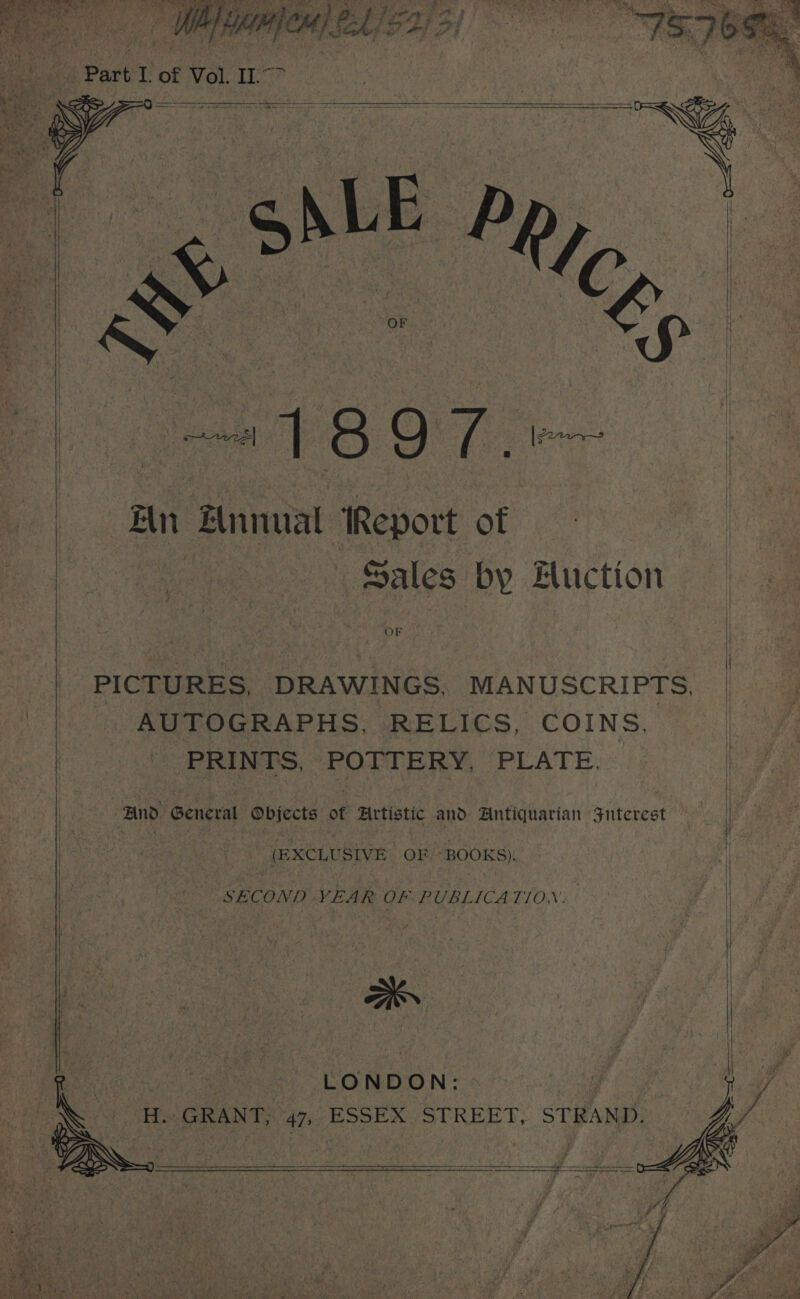 75768
Part I. of Vol. II.
THE SALE PRICES
OF
1897.
An Annual Report of
Sales by Auction
OF
PICTURES, DRAWINGS, MANUSCRIPTS,
AUTOGRAPHS, RELICS, COINS,
PRINTS, POTTERY, PLATE,
And General Objects of Artistic and Antiquarian Interest
(EXCLUSIVE OF BOOKS).
SECOND YEAR OF PUBLICATION.
LONDON:
H. GRANT, 47, ESSEX STREET, STRAND.